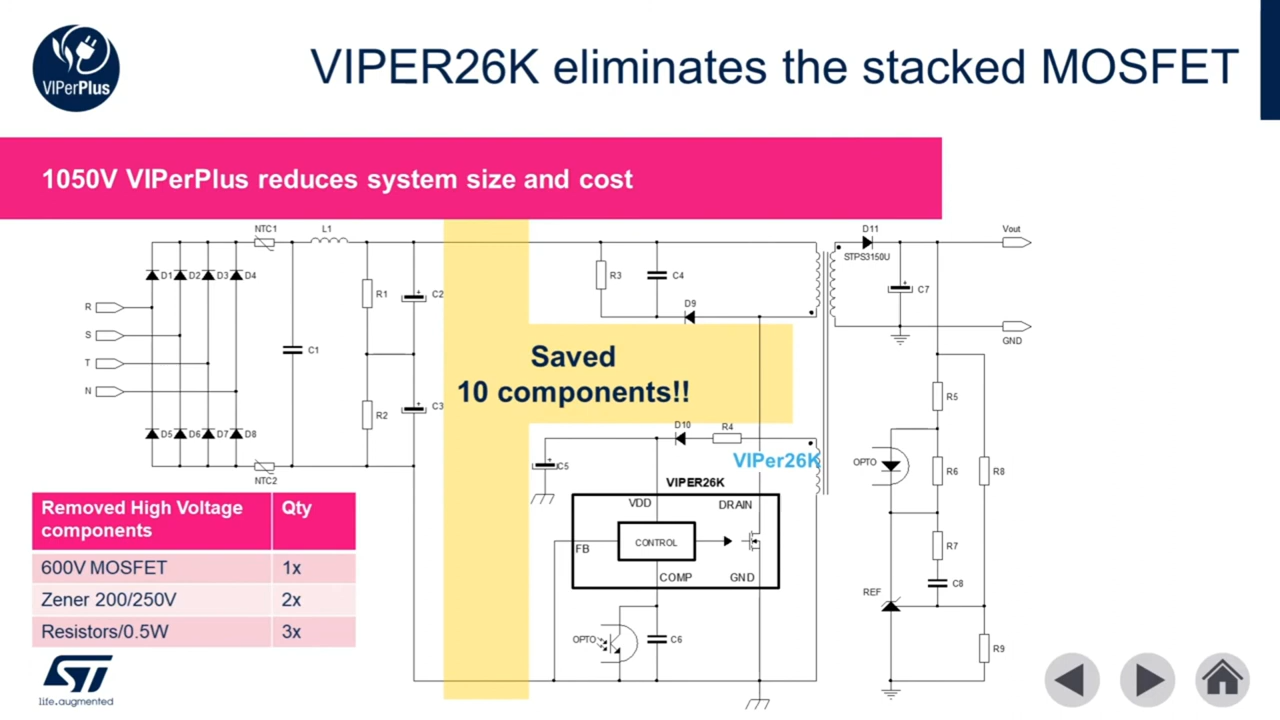 VIPerPlus
VIPER26K eliminates the stacked MOSFET
1050V VIPerPlus reduces system size and cost
NTC1
L1
D11
Vout
STPS3150U
D1
D2
D3
D4
R3
C4
R1
C2
C7
D9
R
S
T
N
GND
C1
Saved
10 components!!
R2
C3
R5
D10
R4
D5
D6
D7
D8
VIPer26K
OPTO
C5
R6
R8
NTC2
VIPER26K
VDD
DRAIN
CONTROL
FB
R7
COMP
GND
C8
REF
OPTO
C6
R9
Removed High Voltage
components
Qty
600V MOSFET
1x
Zener 200/250V
2x
Resistors/0.5W
3x
ST
life.augmented